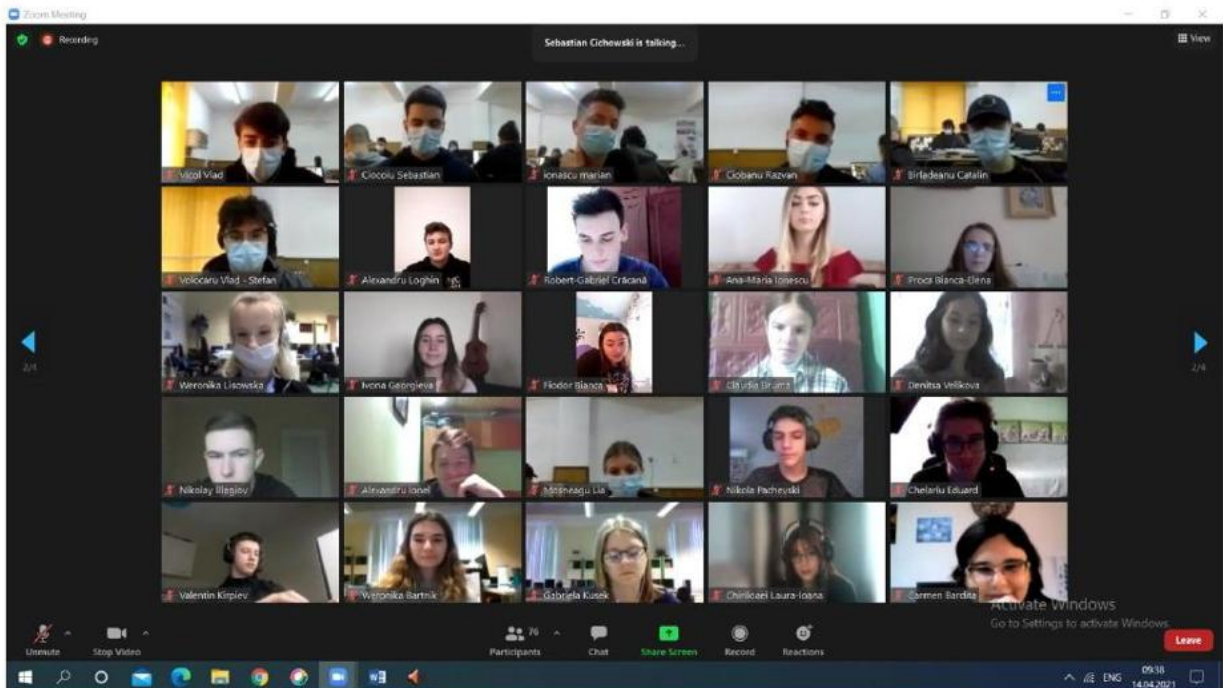 Zoom Meeting
Recording
Sebastian Cichowski is talking...
View
Vicol Vlad
Ciocoiu Sebastian
ionascu marian
Ciobanu Razvan
Birladeanu Catalin
Volocaru Vlad - Stefan
Alexandru Loghin
Robert-Gabriel Crăcană
Ana-Maria Ionescu
Proca Bianca-Elena
Weronika Lisowska
Ivona Georgieva
Fiodor Bianca
Claudia Bruma
Denitsa Velikova
2/4
2/4
Nikolay
Alexandru Ionel
Mosneagu Lia
Nikola Pachevski
Chelariu Eduard
Valentin Kirpiev
Weronika Bartnik
Gabriela Kusek
Chiriloaei Laura-Ioana
Carmen Bardita
Activate Windows
Go to Settings to activate Windows.
Unmute
Stop Video
76
Participants
Chat
Share Screen
Record
Reactions
Leave
ENG
09:38
14.04.2021